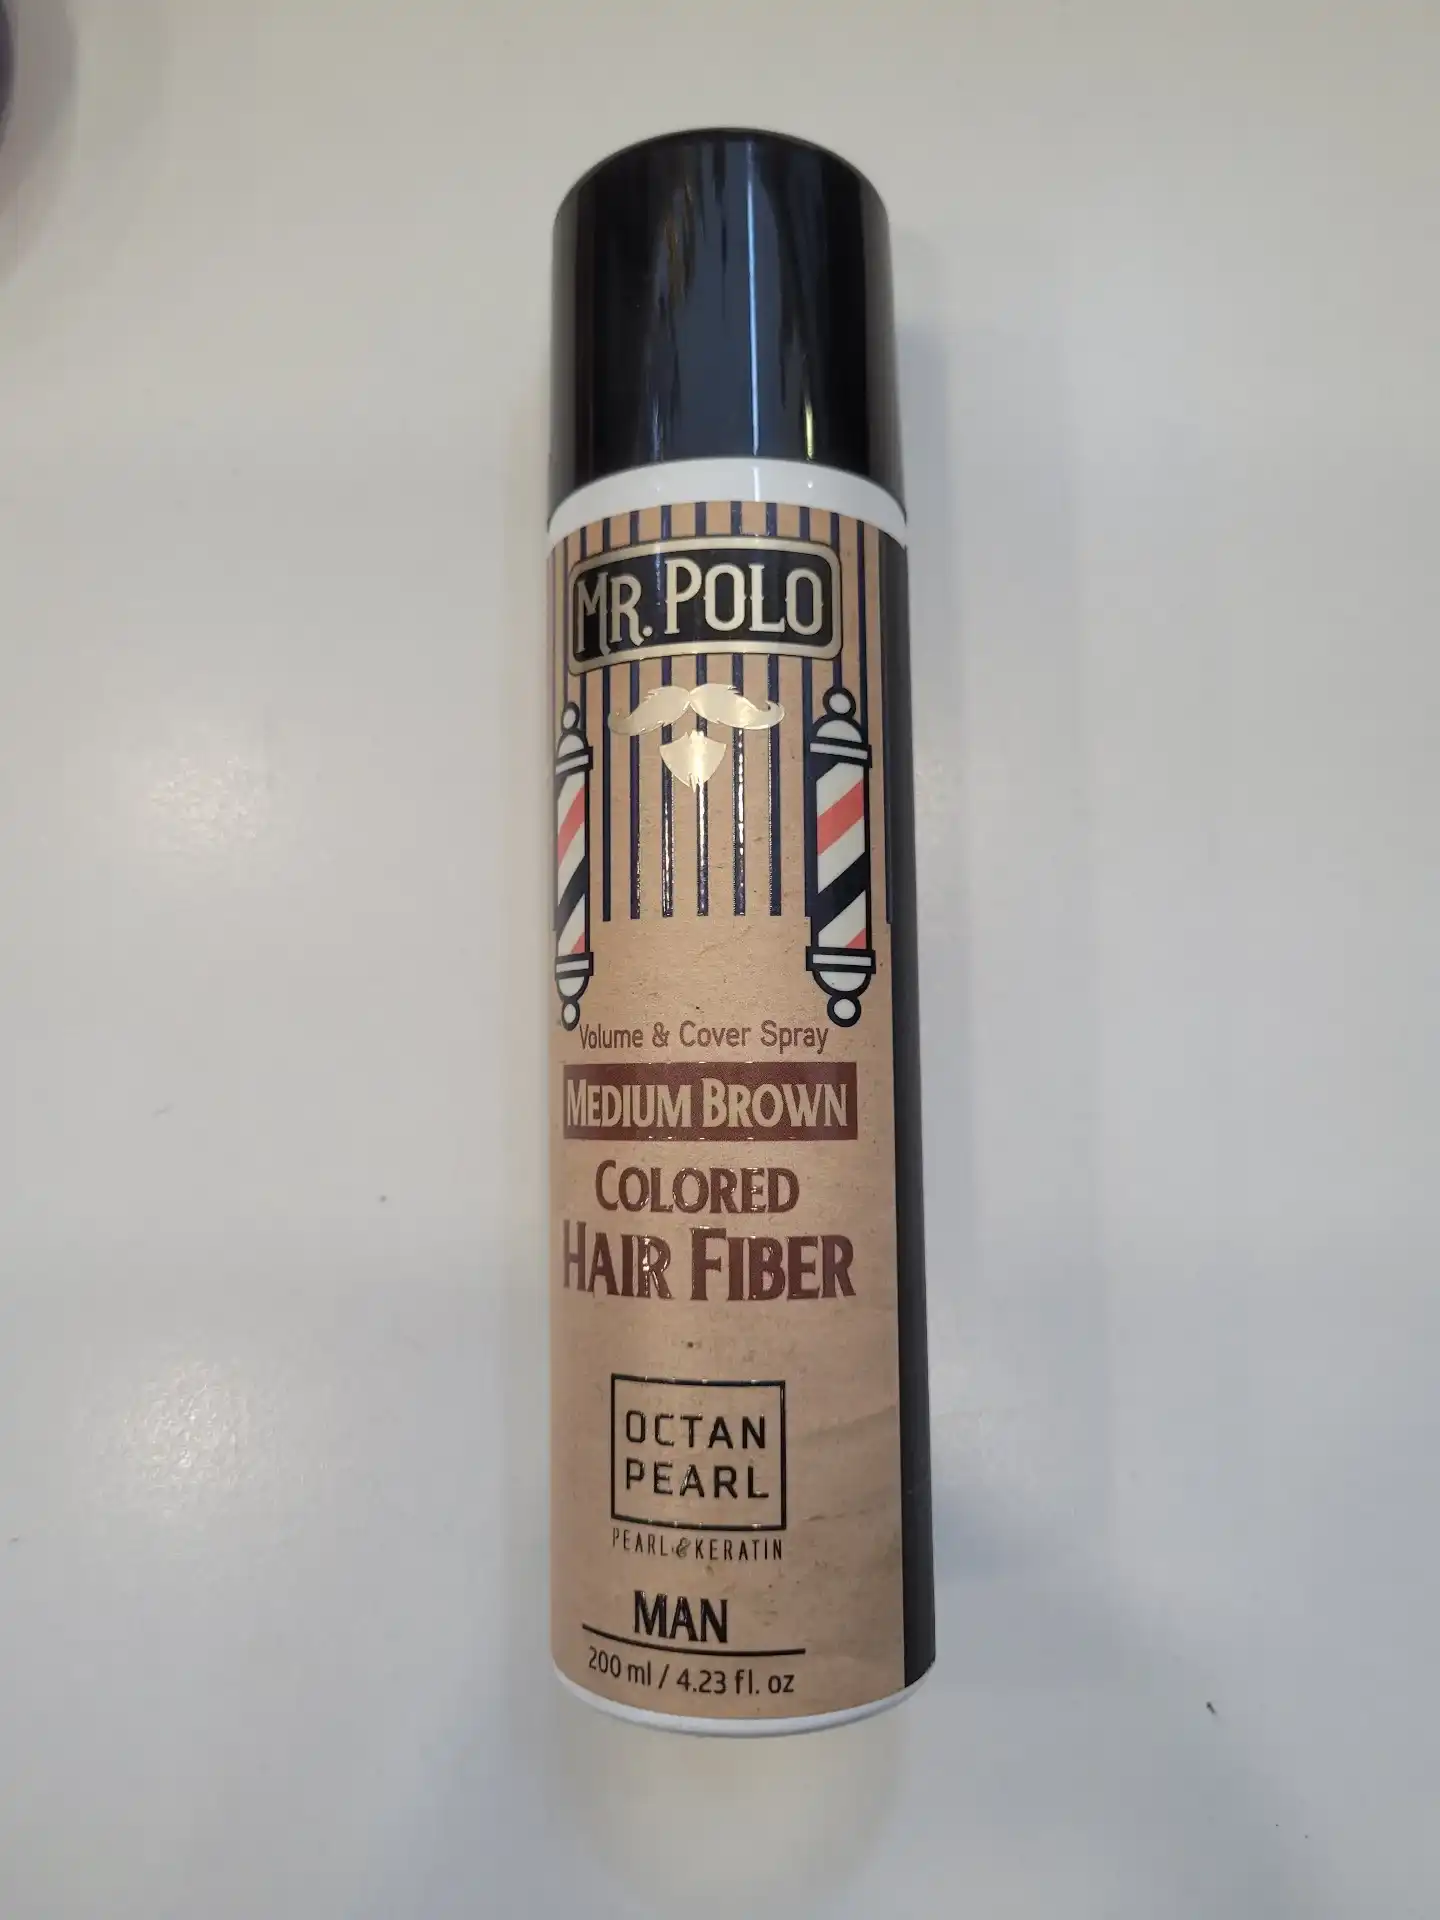 MR. POLO
Volume & Cover Spray
MEDIUM BROWN
COLORED
HAIR FIBER
OCTAN
PEARL
PEARL & KERATIN
MAN
200 ml / 4.23 fl. oz